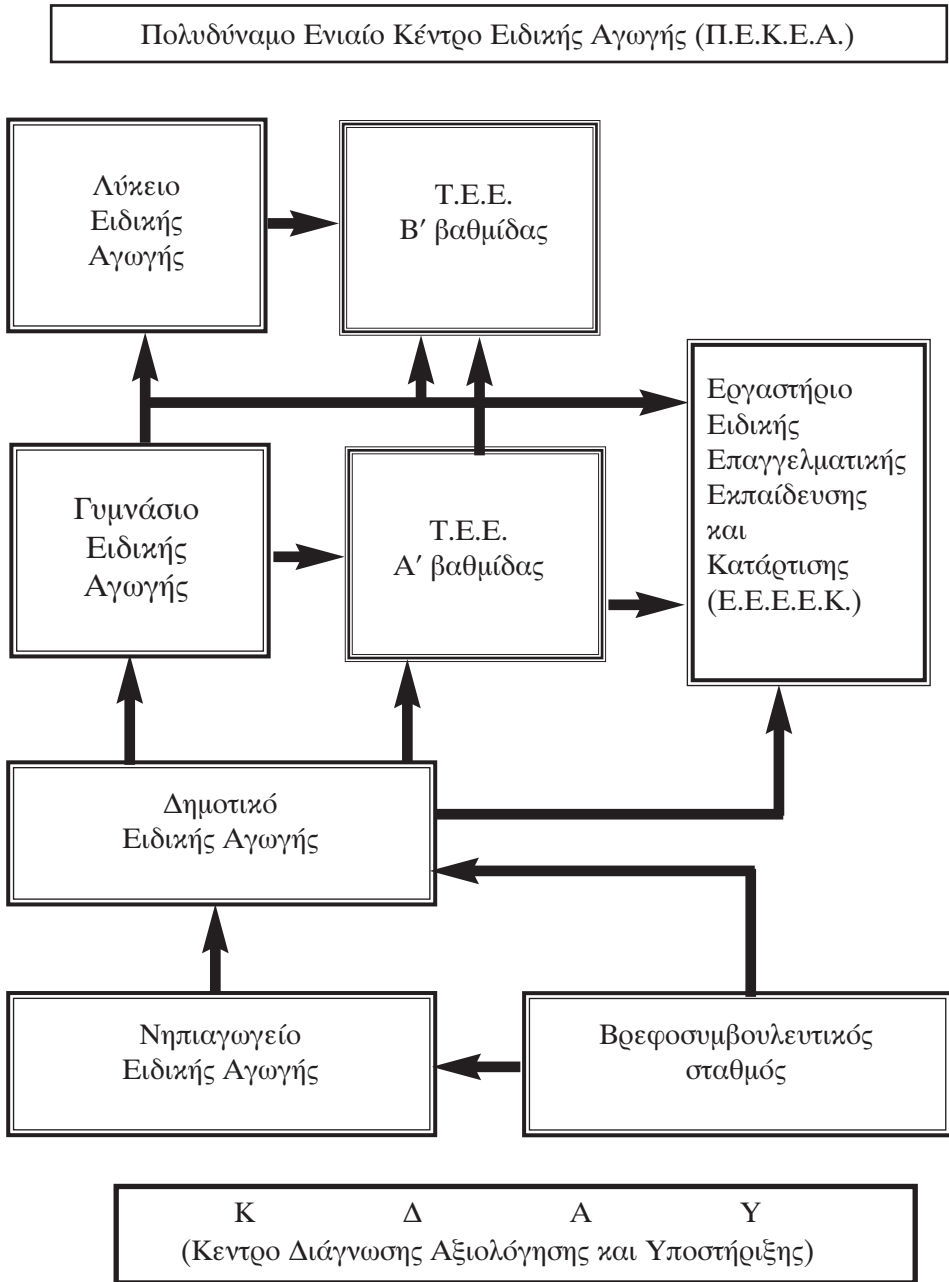 Πολυδύναμο Ενιαίο Κέντρο Ειδικής Αγωγής (Π.Ε.Κ.Ε.Α.)
Λύκειο
Ειδικής
Αγωγής
Τ.Ε.Ε.
Β′ βαθμίδας
Εργαστήριο
Ειδικής
Επαγγελματικής
Εκπαίδευσης
και
Κατάρτισης
(Ε.Ε.Ε.Ε.Κ.)
Γυμνάσιο
Ειδικής
Αγωγής
Τ.Ε.Ε.
Α′ βαθμίδας
Δημοτικό
Ειδικής Αγωγής
Νηπιαγωγείο
Ειδικής Αγωγής
Βρεφοσυμβουλευτικός
σταθμός
Κ Δ Α Υ
(Κεντρο Διάγνωσης Αξιολόγησης και Υποστήριξης)